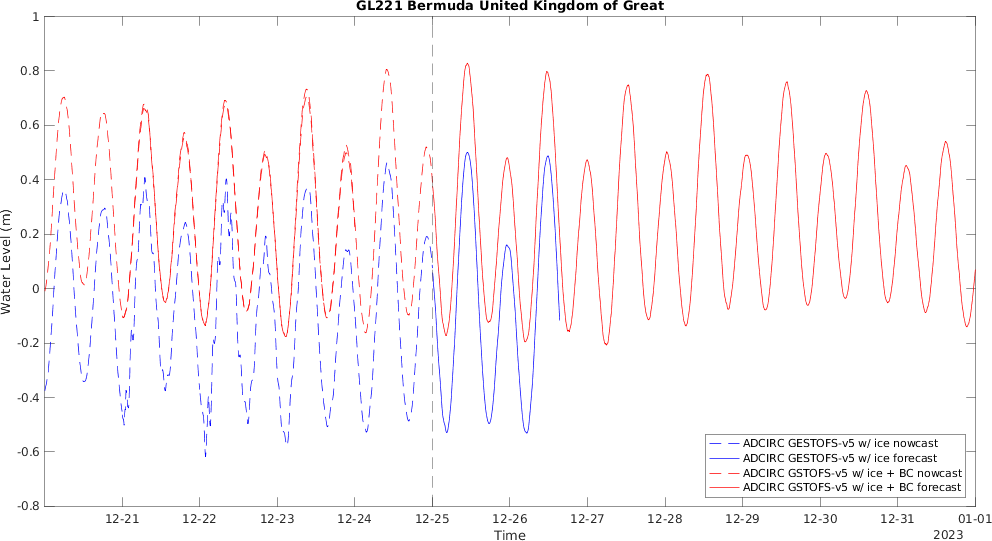 GL221 Bermuda United Kingdom of Great
1
0.8
0.6
0.4
0.2
0
-0.2
-0.4
-0.6
-0.8
Water Level (m)
ADCIRC GESTOFS-v5 w/ ice nowcast
ADCIRC GESTOFS-v5 w/ ice forecast
ADCIRC GSTOFS-v5 w/ ice + BC nowcast
ADCIRC GSTOFS-v5 w/ ice + BC forecast
12-21 12-22 12-23 12-24 12-25 12-26 12-27 12-28 12-29 12-30 12-31 01-01
Time
2023